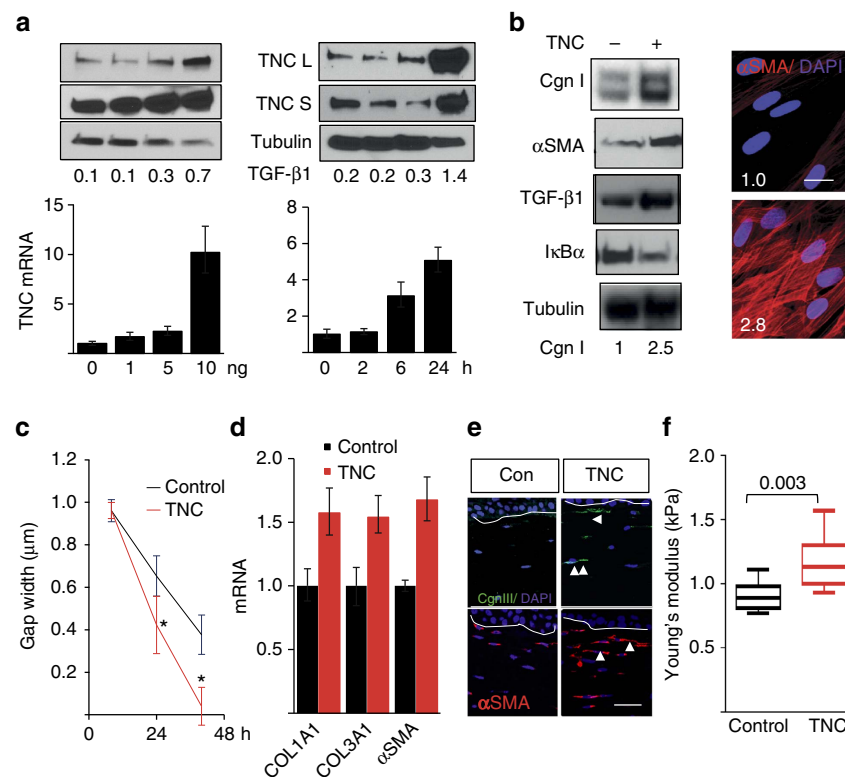 a
TNC L
TNC S
Tubulin
0.1 0.1 0.3 0.7
TGF-β1
0.2 0.2 0.3 1.4
TNC mRNA
15
10
5
0 1 5 10 ng
6
4
2
0 2 6 24 h
b
TNC – +
Cgn I
αSMA
TGF-β1
IκBα
Tubulin
Cgn I 1 2.5
αSMA/ DAPI
1.0
2.8
c
Gap width (μm)
1.2
1.0
0.8
0.6
0.4
0.2
Control
TNC
*
*
0 24 48 h
d
mRNA
2.0
1.5
1.0
0.5
0
Control
TNC
COL1A1
COL3A1
αSMA
e
Con TNC
CgnIII/ DAPI
αSMA
f
Young's modulus (kPa)
2.0
1.5
1.0
0.5
0.003
Control TNC